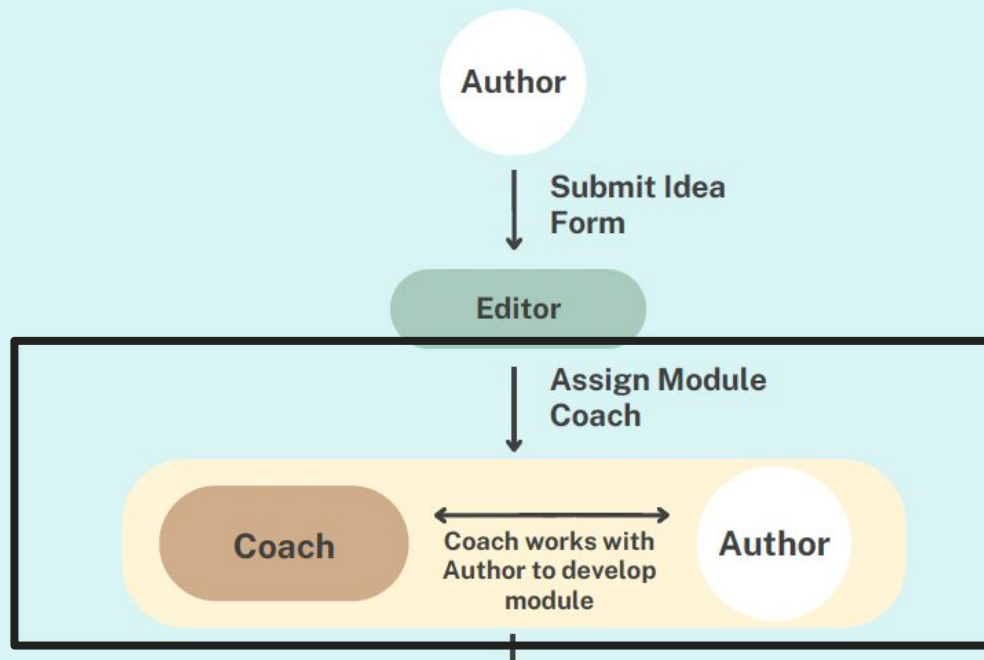 Author
Submit Idea
Form
Editor
Assign Module
Coach
Coach
Coach works with
Author to develop
module
Author